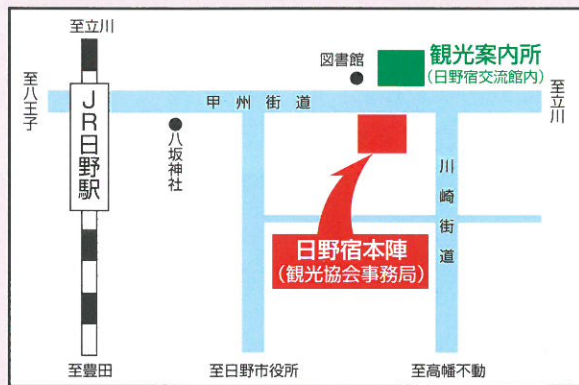 至立川
図書館
観光案内所
(日野宿交流館内)
至八王子
甲州街道
至立川
JR日野駅
八坂神社
川崎街道
日野宿本陣
(観光協会事務局)
至豊田
至日野市役所
至高幡不動